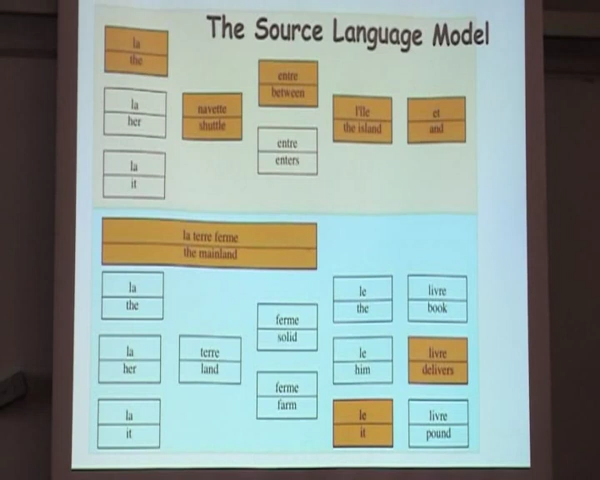 The Source Language Model
la
the
la
her
la
it
navette
shuttle
entre
between
entre
enters
l'île
the island
et
and
la terre ferme
the mainland
la
the
la
her
la
it
terre
land
ferme
solid
ferme
farm
le
the
le
him
le
it
livre
book
livre
delivers
livre
pound